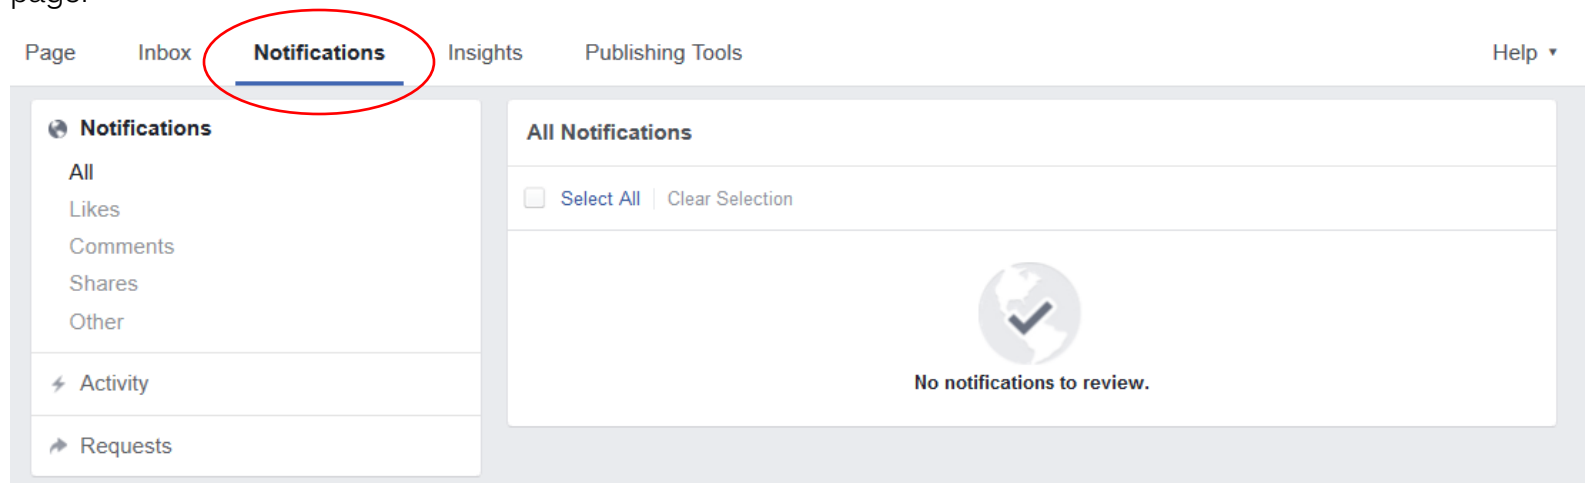 page.
Page Inbox Notifications Insights Publishing Tools Help
Notifications
All
Likes
Comments
Shares
Other
Activity
Requests
All Notifications
Select All Clear Selection
No notifications to review.